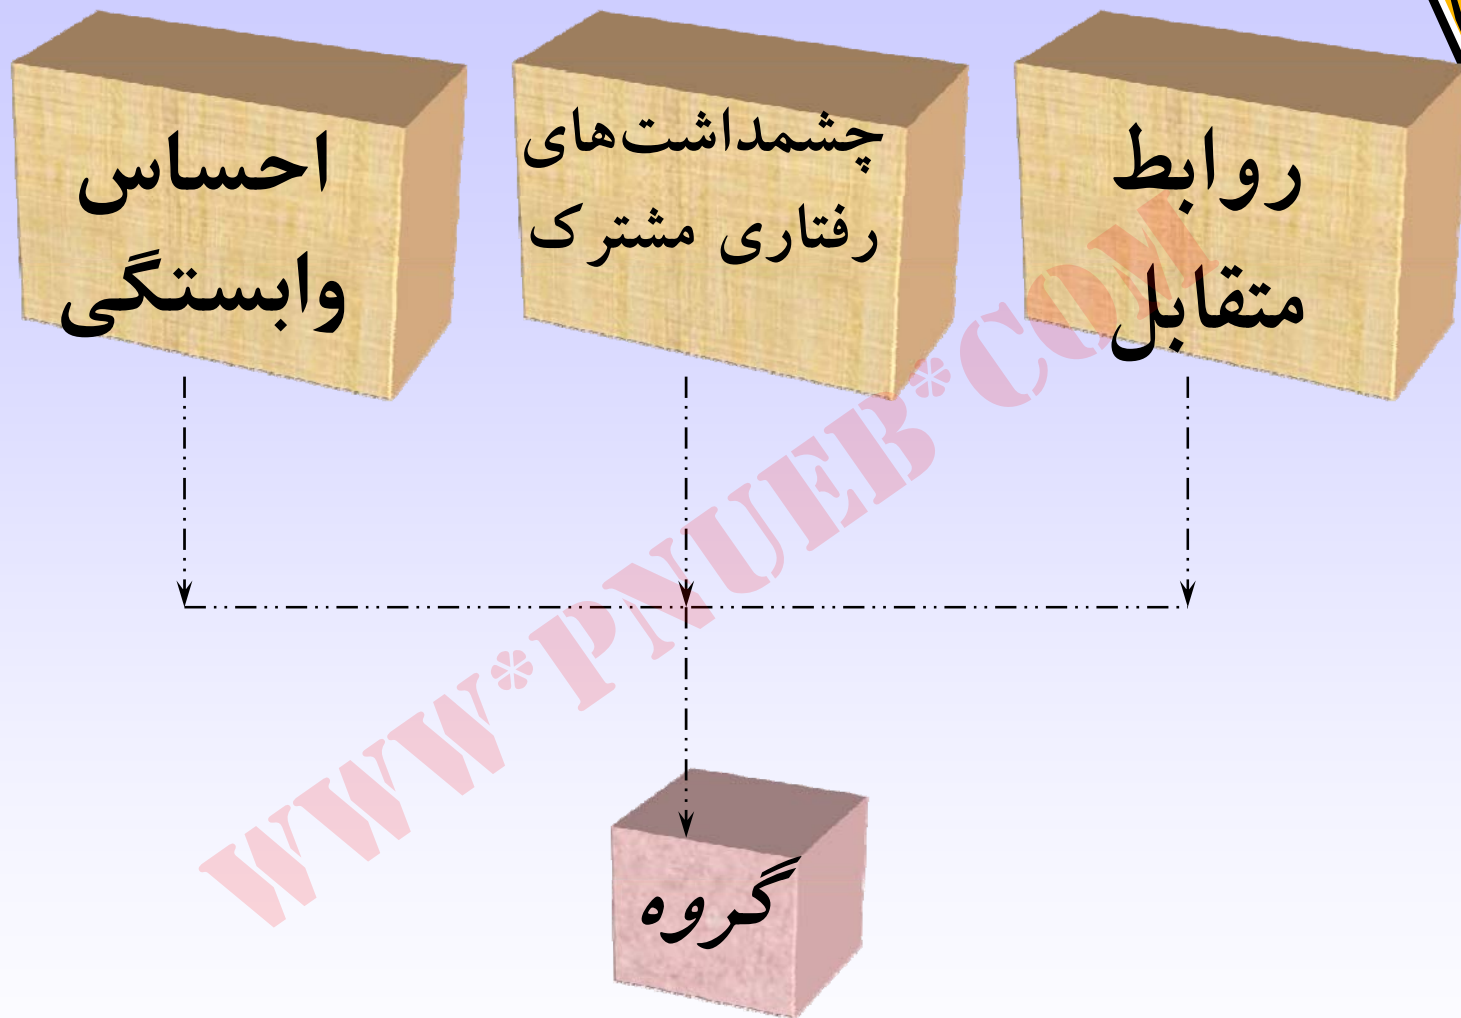 روابط
متقابل
چشمداشت‌های
رفتاری مشترک
احساس
وابستگی
گروه
WWW*PNUEB*COM